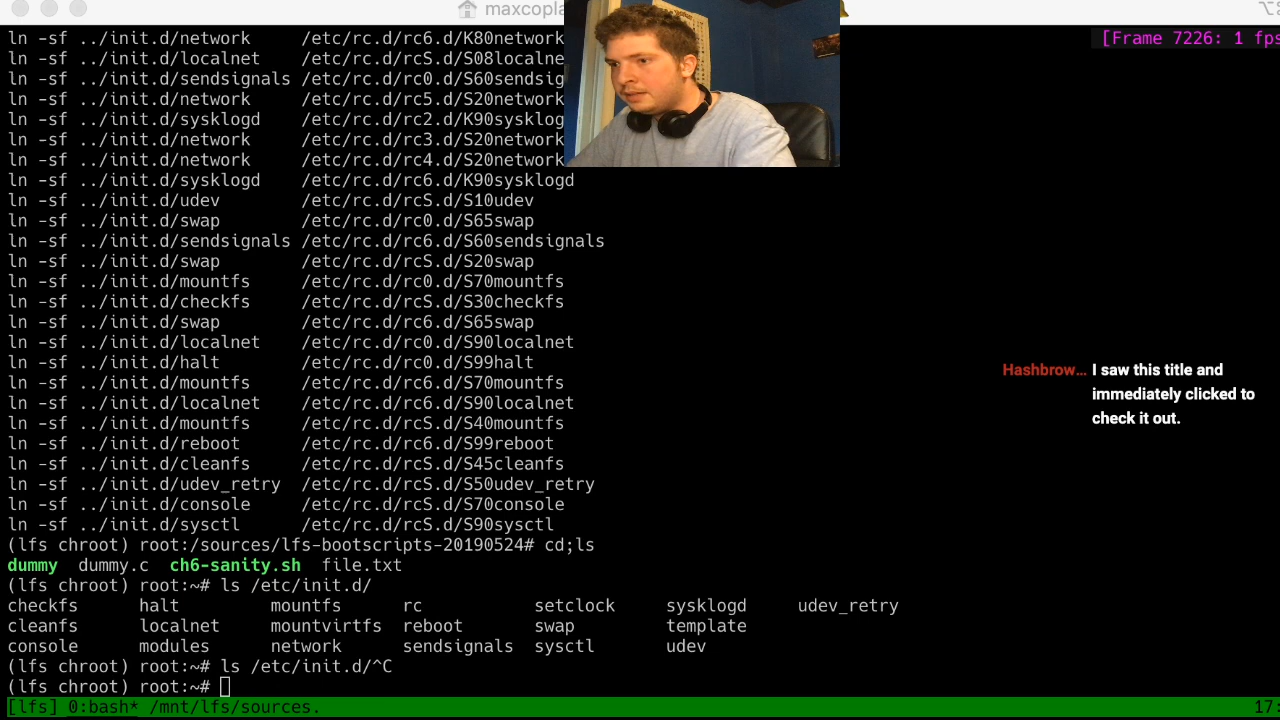 maxcopla
ln -sf ../init.d/network /etc/rc.d/rc6.d/K80network
[Frame 7226: 1 fps
ln -sf ../init.d/localnet /etc/rc.d/rcS.d/S08localne
ln -sf ../init.d/sendsignals /etc/rc.d/rc0.d/S60sendsig
ln -sf ../init.d/network /etc/rc.d/rc5.d/S20network
ln -sf ../init.d/sysklogd /etc/rc.d/rc2.d/K90sysklog
ln -sf ../init.d/network /etc/rc.d/rc3.d/S20network
ln -sf ../init.d/network /etc/rc.d/rc4.d/S20network
ln -sf ../init.d/sysklogd /etc/rc.d/rc6.d/K90sysklogd
ln -sf ../init.d/udev /etc/rc.d/rcS.d/S10udev
ln -sf ../init.d/swap /etc/rc.d/rc0.d/S65swap
ln -sf ../init.d/sendsignals /etc/rc.d/rc6.d/S60sendsignals
ln -sf ../init.d/swap /etc/rc.d/rcS.d/S20swap
ln -sf ../init.d/mountfs /etc/rc.d/rc0.d/S70mountfs
ln -sf ../init.d/checkfs /etc/rc.d/rcS.d/S30checkfs
ln -sf ../init.d/swap /etc/rc.d/rc6.d/S65swap
ln -sf ../init.d/localnet /etc/rc.d/rc0.d/S90localnet
ln -sf ../init.d/halt /etc/rc.d/rc0.d/S99halt
ln -sf ../init.d/mountfs /etc/rc.d/rc6.d/S70mountfs
ln -sf ../init.d/localnet /etc/rc.d/rc6.d/S90localnet
ln -sf ../init.d/mountfs /etc/rc.d/rcS.d/S40mountfs
ln -sf ../init.d/reboot /etc/rc.d/rc6.d/S99reboot
ln -sf ../init.d/cleanfs /etc/rc.d/rcS.d/S45cleanfs
ln -sf ../init.d/udev_retry /etc/rc.d/rcS.d/S50udev_retry
ln -sf ../init.d/console /etc/rc.d/rcS.d/S70console
ln -sf ../init.d/sysctl /etc/rc.d/rcS.d/S90sysctl
(lfs chroot) root:/sources/lfs-bootscripts-20190524# cd;ls
dummy dummy.c ch6-sanity.sh file.txt
(lfs chroot) root:~# ls /etc/init.d/
checkfs halt mountfs rc setclock sysklogd udev_retry
cleanfs localnet mountvirtfs reboot swap template
console modules network sendsignals sysctl udev
(lfs chroot) root:~# ls /etc/init.d/^C
(lfs chroot) root:~#
[lfs] 0:bash* /mnt/lfs/sources. 17:
Hashbrow… I saw this title and
immediately clicked to
check it out.